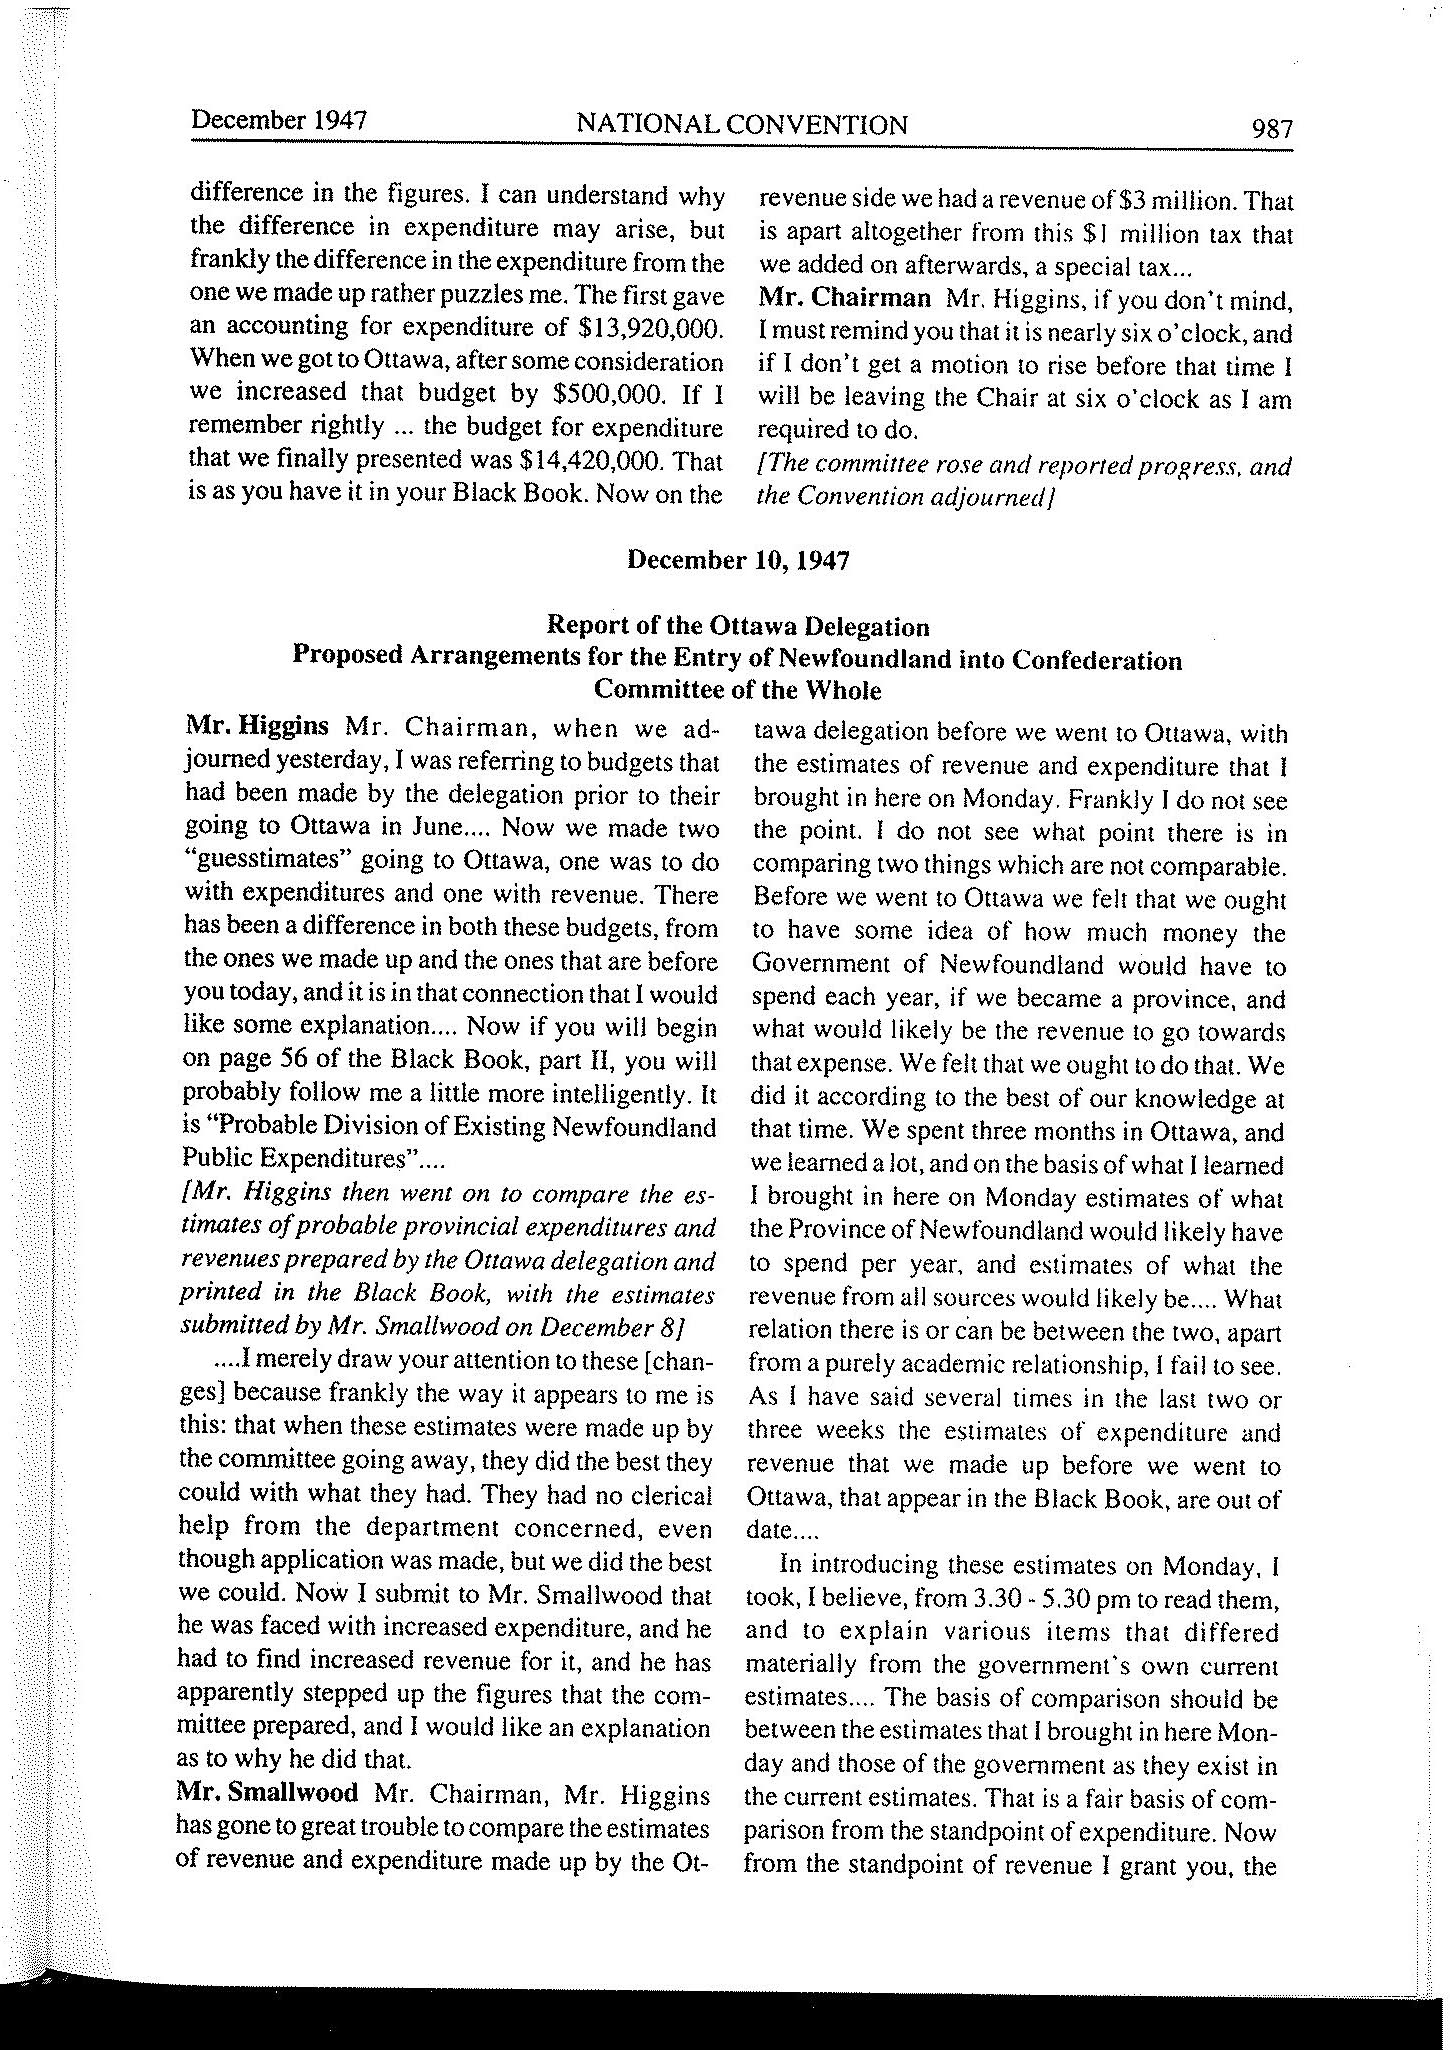 December 1947
NATIONAL CONVENTION
987
difference in the figures. I can understand why
the difference in expenditure may arise, but
frankly the difference in the expenditure from the
one we made up rather puzzles me. The first gave
an accounting for expenditure of $13,920,000.
When we got to Ottawa, after some consideration
we increased that budget by $500,000. If I
remember rightly ... the budget for expenditure
that we finally presented was $14,420,000. That
is as you have it in your Black Book. Now on the
revenue side we had a revenue of $3 million. That
is apart altogether from this $1 million tax that
we added on afterwards, a special tax...
Mr. Chairman Mr. Higgins, if you don't mind,
I must remind you that it is nearly six o'clock, and
if I don't get a motion to rise before that time I
will be leaving the Chair at six o'clock as I am
required to do.
[The committee rose and reported progress, and
the Convention adjourned]
December 10, 1947
Report of the Ottawa Delegation
Proposed Arrangements for the Entry of Newfoundland into Confederation
Committee of the Whole
Mr. Higgins Mr. Chairman, when we ad-
journed yesterday, I was referring to budgets that
had been made by the delegation prior to their
going to Ottawa in June.... Now we made two
"guesstimates" going to Ottawa, one was to do
with expenditures and one with revenue. There
has been a difference in both these budgets, from
the ones we made up and the ones that are before
you today, and it is in that connection that I would
like some explanation.... Now if you will begin
on page 56 of the Black Book, part II, you will
probably follow me a little more intelligently. It
is "Probable Division of Existing Newfoundland
Public Expenditures"....
[Mr. Higgins then went on to compare the es-
timates of probable provincial expenditures and
revenues prepared by the Ottawa delegation and
printed in the Black Book, with the estimates
submitted by Mr. Smallwood on December 8]
....I merely draw your attention to these [chan-
ges] because frankly the way it appears to me is
this: that when these estimates were made up by
the committee going away, they did the best they
could with what they had. They had no clerical
help from the department concerned, even
though application was made, but we did the best
we could. Now I submit to Mr. Smallwood that
he was faced with increased expenditure, and he
had to find increased revenue for it, and he has
apparently stepped up the figures that the com-
mittee prepared, and I would like an explanation
as to why he did that.
Mr. Smallwood Mr. Chairman, Mr. Higgins
has gone to great trouble to compare the estimates
of revenue and expenditure made up by the Ot-
tawa delegation before we went to Ottawa, with
the estimates of revenue and expenditure that I
brought in here on Monday. Frankly I do not see
the point. I do not see what point there is in
comparing two things which are not comparable.
Before we went to Ottawa we felt that we ought
to have some idea of how much money the
Government of Newfoundland would have to
spend each year, if we became a province, and
what would likely be the revenue to go towards
that expense. We felt that we ought to do that. We
did it according to the best of our knowledge at
that time. We spent three months in Ottawa, and
we learned a lot, and on the basis of what I learned
I brought in here on Monday estimates of what
the Province of Newfoundland would likely have
to spend per year, and estimates of what the
revenue from all sources would likely be.... What
relation there is or can be between the two, apart
from a purely academic relationship, I fail to see.
As I have said several times in the last two or
three weeks the estimates of expenditure and
revenue that we made up before we went to
Ottawa, that appear in the Black Book, are out of
date....
In introducing these estimates on Monday, I
took, I believe, from 3.30 - 5.30 pm to read them,
and to explain various items that differed
materially from the government's own current
estimates.... The basis of comparison should be
between the estimates that I brought in here Mon-
day and those of the government as they exist in
the current estimates. That is a fair basis of com-
parison from the standpoint of expenditure. Now
from the standpoint of revenue I grant you, the